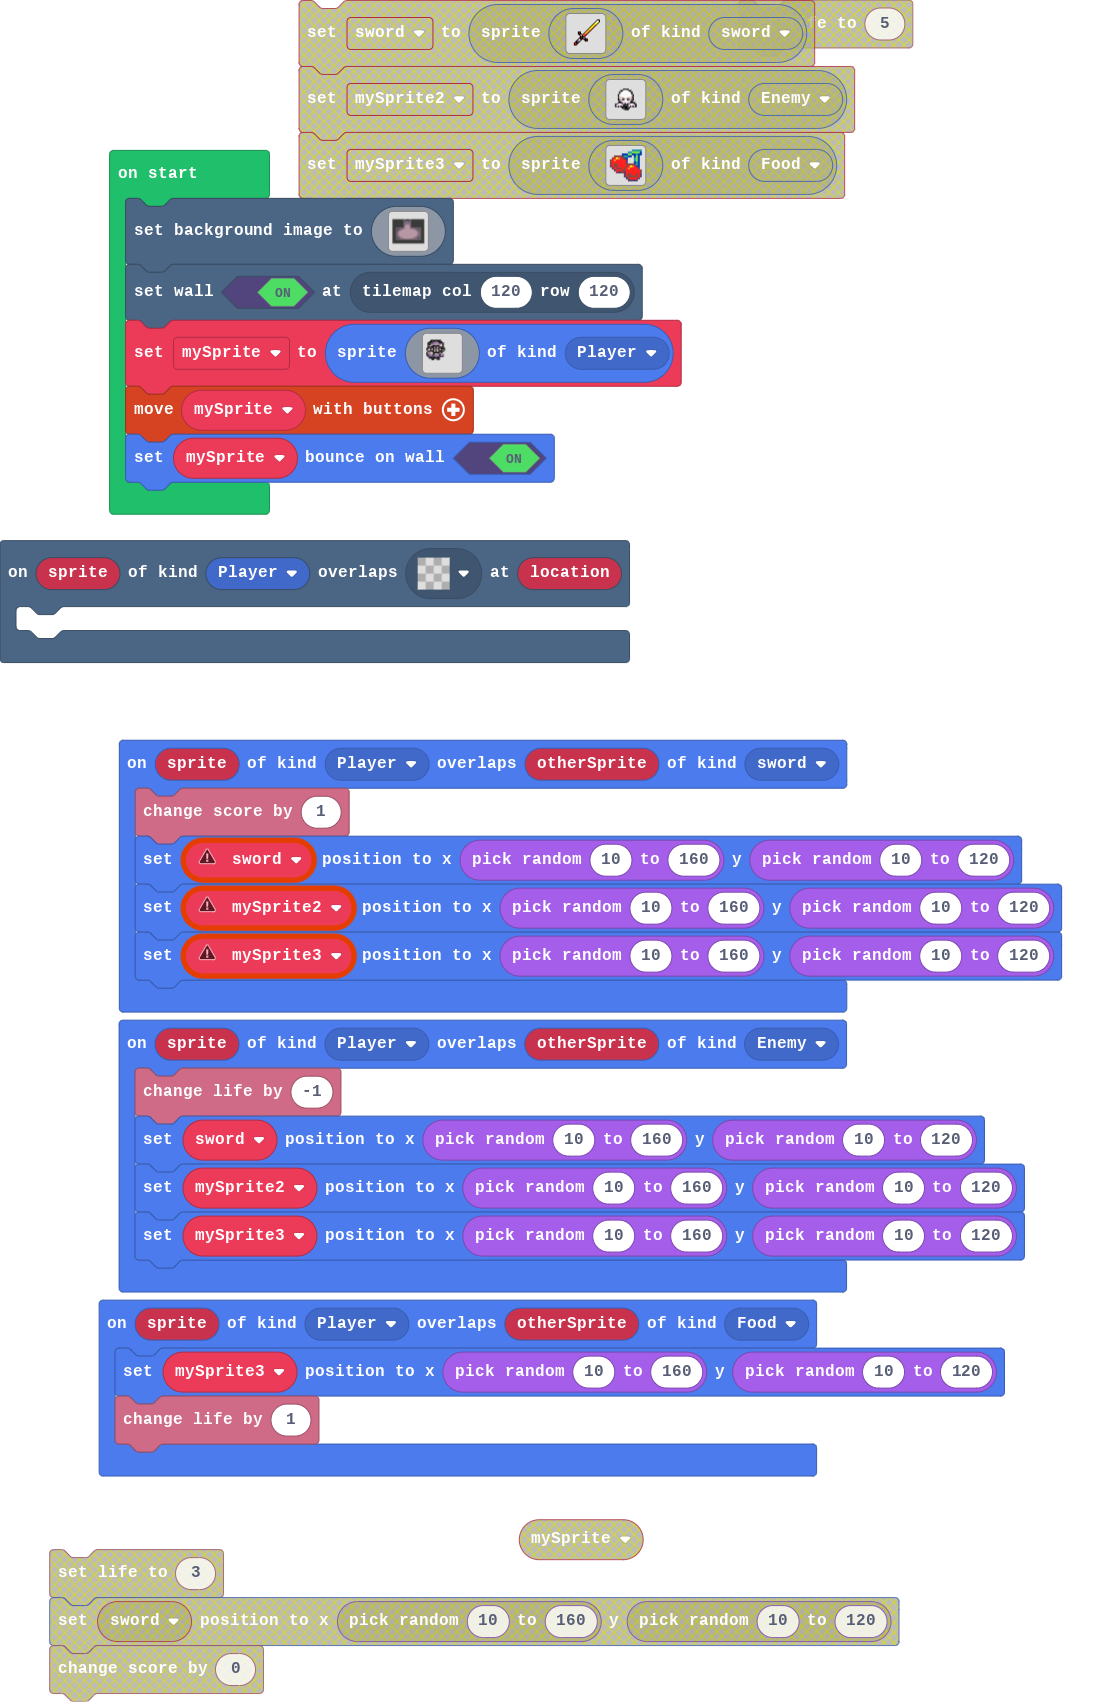 set sword to sprite of kind sword
e to 5
set mySprite2 to sprite of kind Enemy
set mySprite3 to sprite of kind Food
on start
set background image to
set wall ON at tilemap col 120 row 120
set mySprite to sprite of kind Player
move mySprite with buttons
set mySprite bounce on wall ON
on sprite of kind Player overlaps at location
on sprite of kind Player overlaps otherSprite of kind sword
change score by 1
set sword position to x pick random 10 to 160 y pick random 10 to 120
set mySprite2 position to x pick random 10 to 160 y pick random 10 to 120
set mySprite3 position to x pick random 10 to 160 y pick random 10 to 120
on sprite of kind Player overlaps otherSprite of kind Enemy
change life by -1
set sword position to x pick random 10 to 160 y pick random 10 to 120
set mySprite2 position to x pick random 10 to 160 y pick random 10 to 120
set mySprite3 position to x pick random 10 to 160 y pick random 10 to 120
on sprite of kind Player overlaps otherSprite of kind Food
set mySprite3 position to x pick random 10 to 160 y pick random 10 to 120
change life by 1
mySprite
set life to 3
set sword position to x pick random 10 to 160 y pick random 10 to 120
change score by 0